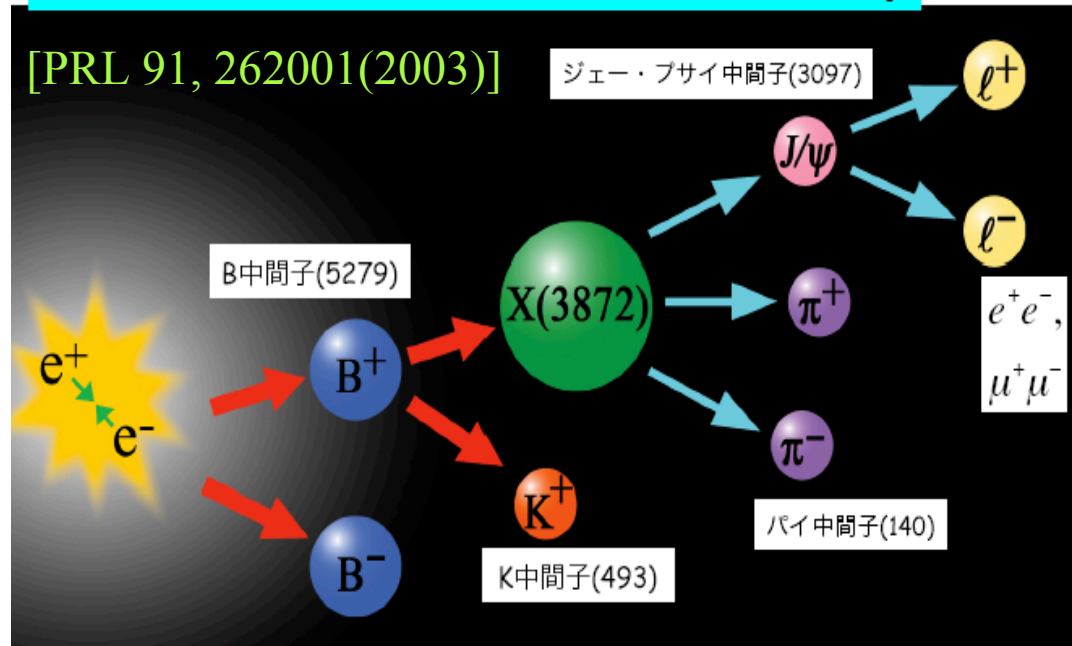 [PRL 91, 262001(2003)]
ジェー・プサイ中間子(3097)
ℓ⁺
J/ψ
ℓ⁻
B中間子(5279)
X(3872)
π⁺
e⁺e⁻,
μ⁺μ⁻
e⁺
e⁻
B⁺
π⁻
K⁺
パイ中間子(140)
B⁻
K中間子(493)